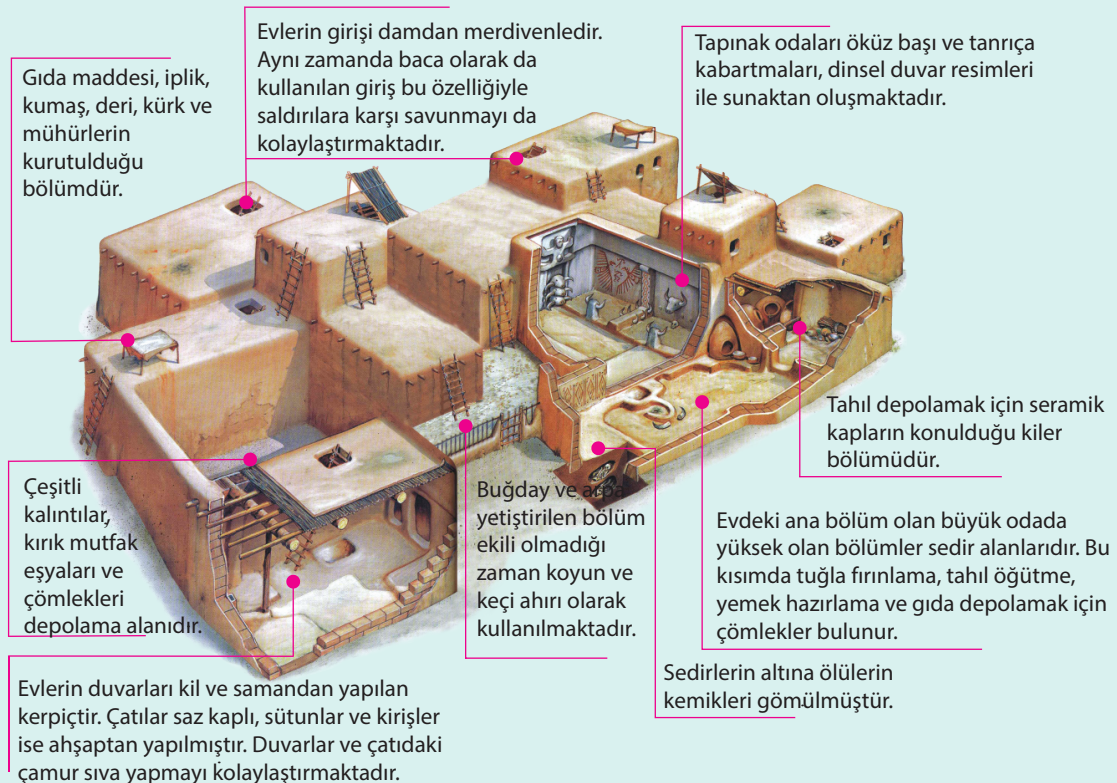 Gıda maddesi, iplik,
kumaş, deri, kürk ve
mühürlerin
kurutulduğu
bölümdür.
Evlerin girişi damdan merdivenledir.
Aynı zamanda baca olarak da
kullanılan giriş bu özelliğiyle
saldırılara karşı savunmayı da
kolaylaştırmaktadır.
Tapınak odaları öküz başı ve tanrıça
kabartmaları, dinsel duvar resimleri
ile sunaktan oluşmaktadır.
Tahıl depolamak için seramik
kapların konulduğu kiler
bölümüdür.
Çeşitli
kalıntılar,
kırık mutfak
eşyaları ve
çömlekleri
depolama alanıdır.
Buğday ve arpa
yetiştirilen bölüm
ekili olmadığı
zaman koyun ve
keçi ahırı olarak
kullanılmaktadır.
Evdeki ana bölüm olan büyük odada
yüksek olan bölümler sedir alanlarıdır. Bu
kısımda tuğla fırınlama, tahıl öğütme,
yemek hazırlama ve gıda depolamak için
çömlekler bulunur.
Sedirlerin altına ölülerin
kemikleri gömülmüştür.
Evlerin duvarları kil ve samandan yapılan
kerpiçtir. Çatılar saz kaplı, sütunlar ve kirişler
ise ahşaptan yapılmıştır. Duvarlar ve çatıdaki
çamur sıva yapmayı kolaylaştırmaktadır.